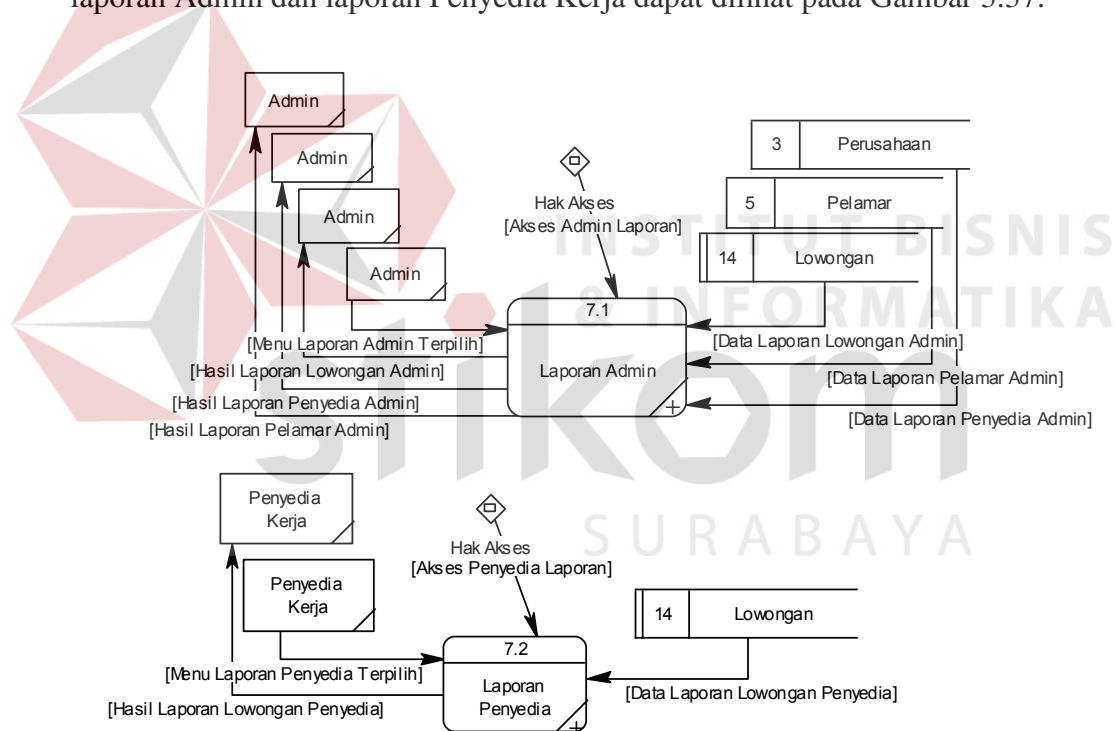 laporan Admin dan laporan Penyedia Kerja dapat dilihat pada Gambar 3.37.
Admin
Admin
Admin
Admin
Hak Akses
[Akses Admin Laporan]
3 Perusahaan
5 Pelamar
14 Lowongan
INSTITUT BISNIS
& INFORMATIKA
stikom
SURABAYA
7.1
Laporan Admin
[Menu Laporan Admin Terpilih]
[Hasil Laporan Lowongan Admin]
[Hasil Laporan Penyedia Admin]
[Hasil Laporan Pelamar Admin]
[Data Laporan Lowongan Admin]
[Data Laporan Pelamar Admin]
[Data Laporan Penyedia Admin]
Penyedia
Kerja
Penyedia
Kerja
Hak Akses
[Akses Penyedia Laporan]
14 Lowongan
7.2
Laporan
Penyedia
[Menu Laporan Penyedia Terpilih]
[Hasil Laporan Lowongan Penyedia]
[Data Laporan Lowongan Penyedia]